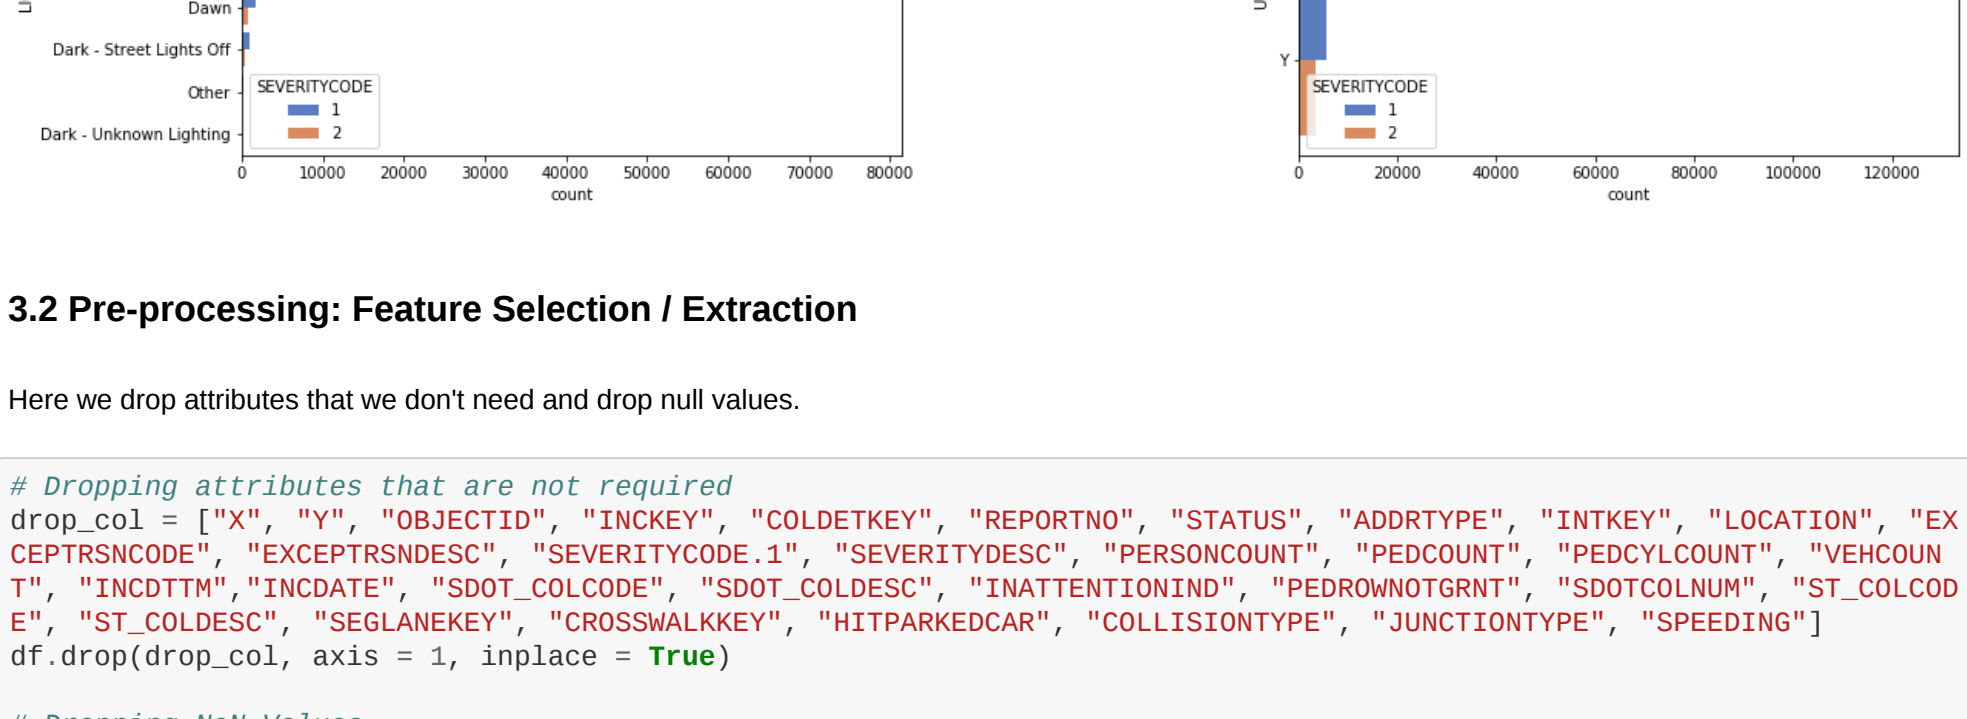 Dawn
Dark - Street Lights Off
Other
Dark - Unknown Lighting
SEVERITYCODE
1
2
0 10000 20000 30000 40000 50000 60000 70000 80000
count
Y
SEVERITYCODE
1
2
0 20000 40000 60000 80000 100000 120000
count
3.2 Pre-processing: Feature Selection / Extraction
Here we drop attributes that we don't need and drop null values.
# Dropping attributes that are not required
drop_col = ["X", "Y", "OBJECTID", "INCKEY", "COLDETKEY", "REPORTNO", "STATUS", "ADDRTYPE", "INTKEY", "LOCATION", "EX
CEPTRSNCODE", "EXCEPTRSNDESC", "SEVERITYCODE.1", "SEVERITYDESC", "PERSONCOUNT", "PEDCOUNT", "PEDCYLCOUNT", "VEHCOUN
T", "INCDTTM","INCDATE", "SDOT_COLCODE", "SDOT_COLDESC", "INATTENTIONIND", "PEDROWNOTGRNT", "SDOTCOLNUM", "ST_COLCOD
E", "ST_COLDESC", "SEGLANEKEY", "CROSSWALKKEY", "HITPARKEDCAR", "COLLISIONTYPE", "JUNCTIONTYPE", "SPEEDING"]
df.drop(drop_col, axis = 1, inplace = True)
# Dropping NaN Values